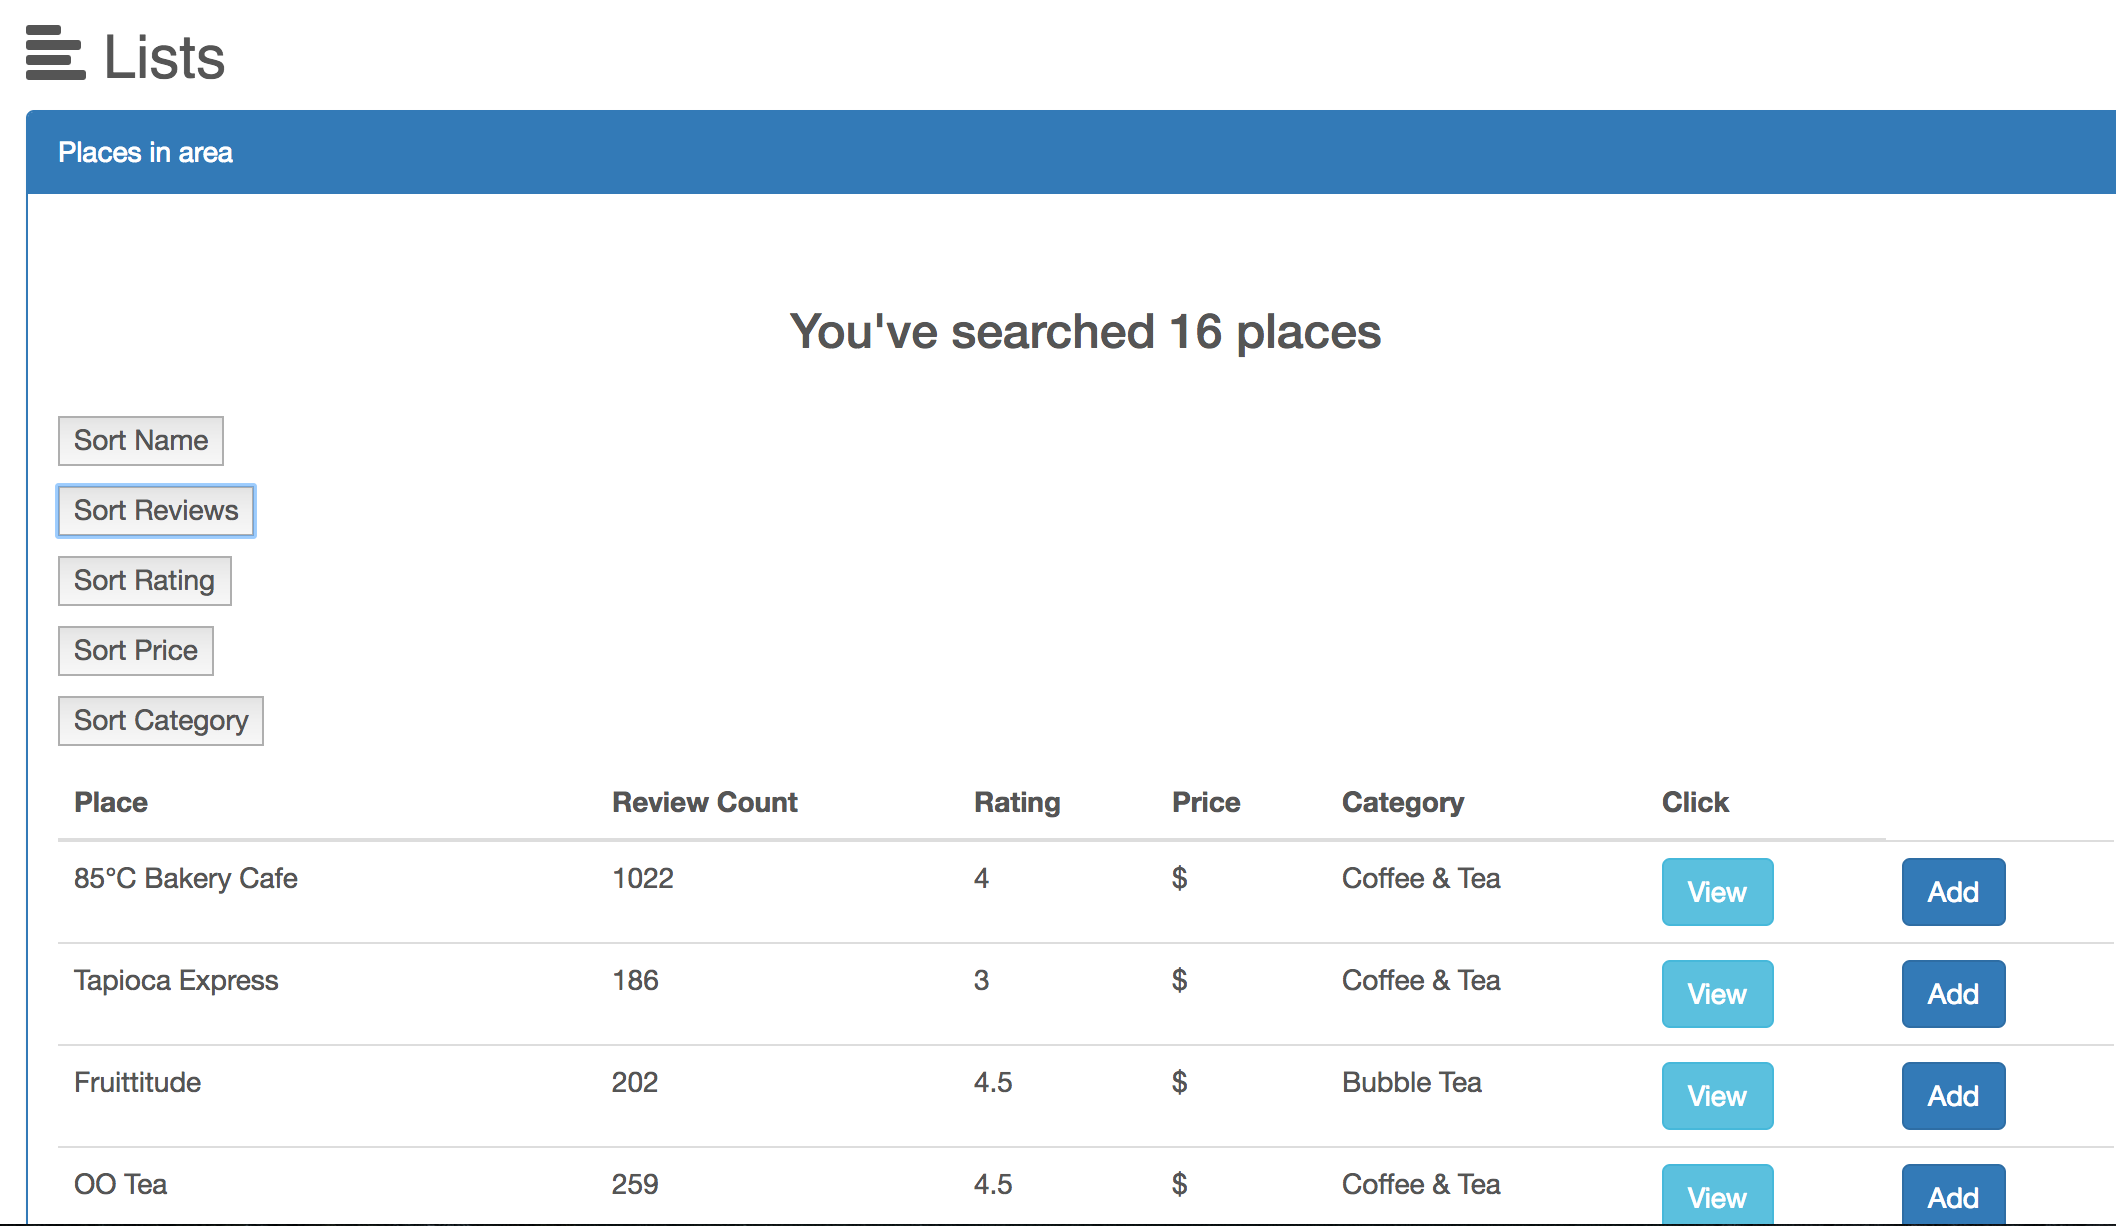 Lists
Places in area
You've searched 16 places
Sort Name
Sort Reviews
Sort Rating
Sort Price
Sort Category
Place Review Count Rating Price Category Click
85°C Bakery Cafe 1022 4 $ Coffee & Tea View Add
Tapioca Express 186 3 $ Coffee & Tea View Add
Fruittitude 202 4.5 $ Bubble Tea View Add
OO Tea 259 4.5 $ Coffee & Tea View Add